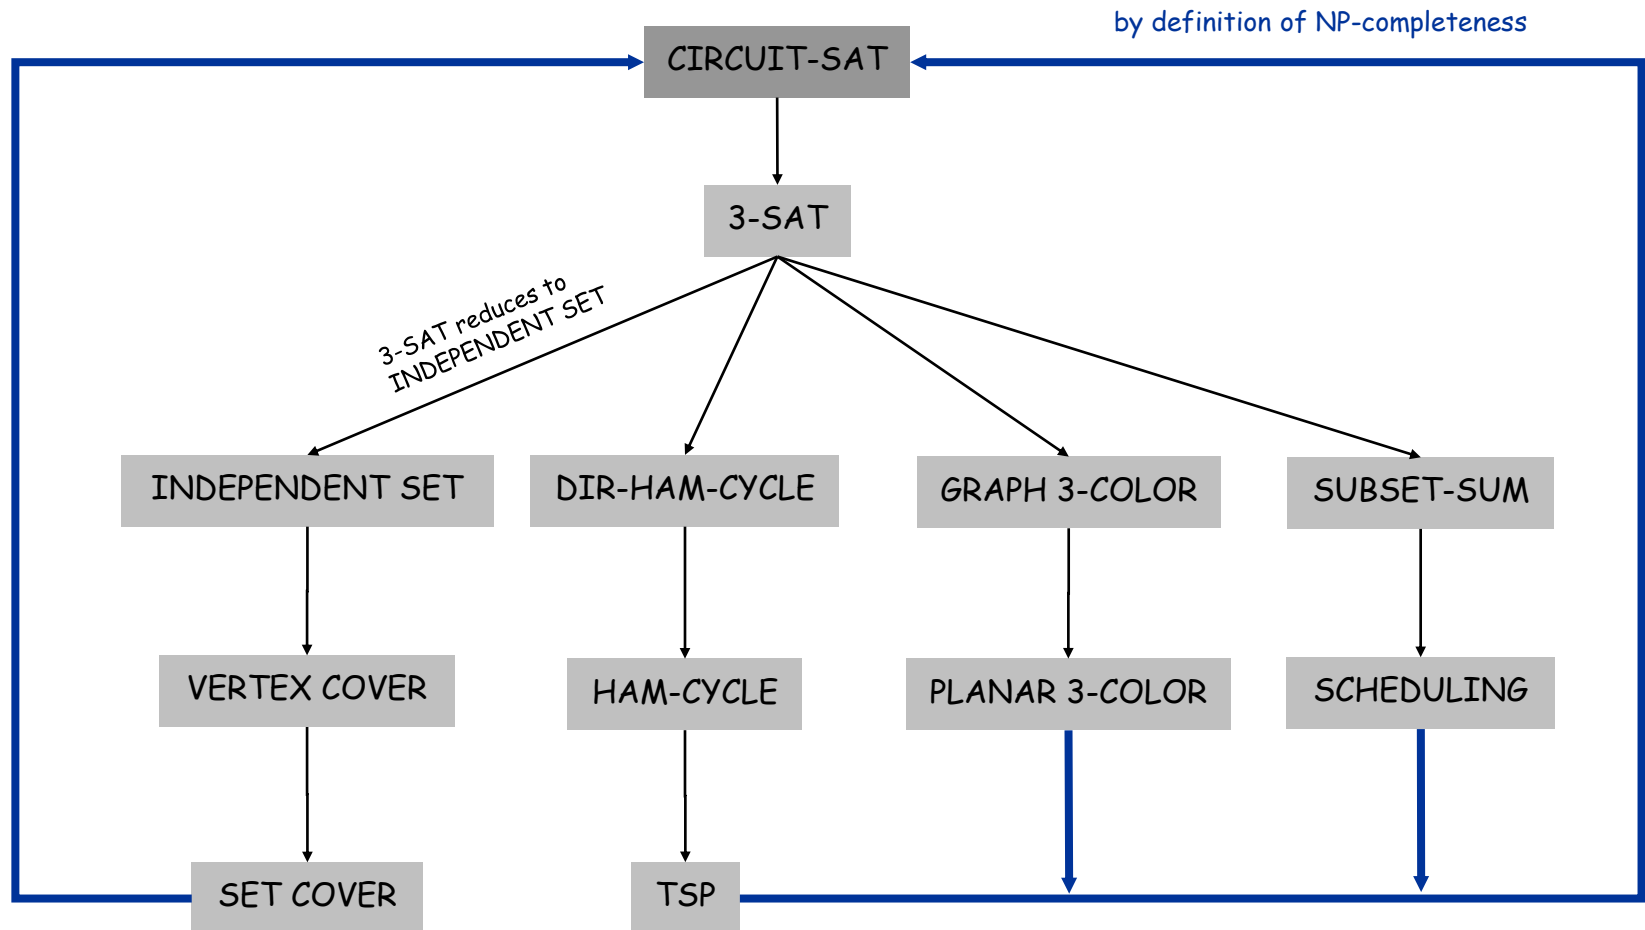 by definition of NP-completeness
CIRCUIT-SAT
3-SAT
3-SAT reduces to
INDEPENDENT SET
INDEPENDENT SET
DIR-HAM-CYCLE
GRAPH 3-COLOR
SUBSET-SUM
VERTEX COVER
HAM-CYCLE
PLANAR 3-COLOR
SCHEDULING
SET COVER
TSP